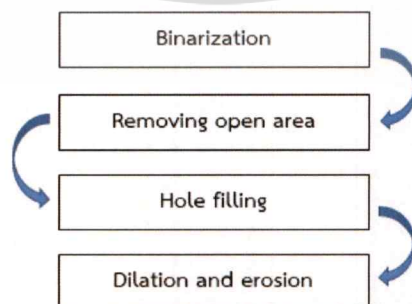 Binarization
Removing open area
Hole filling
Dilation and erosion